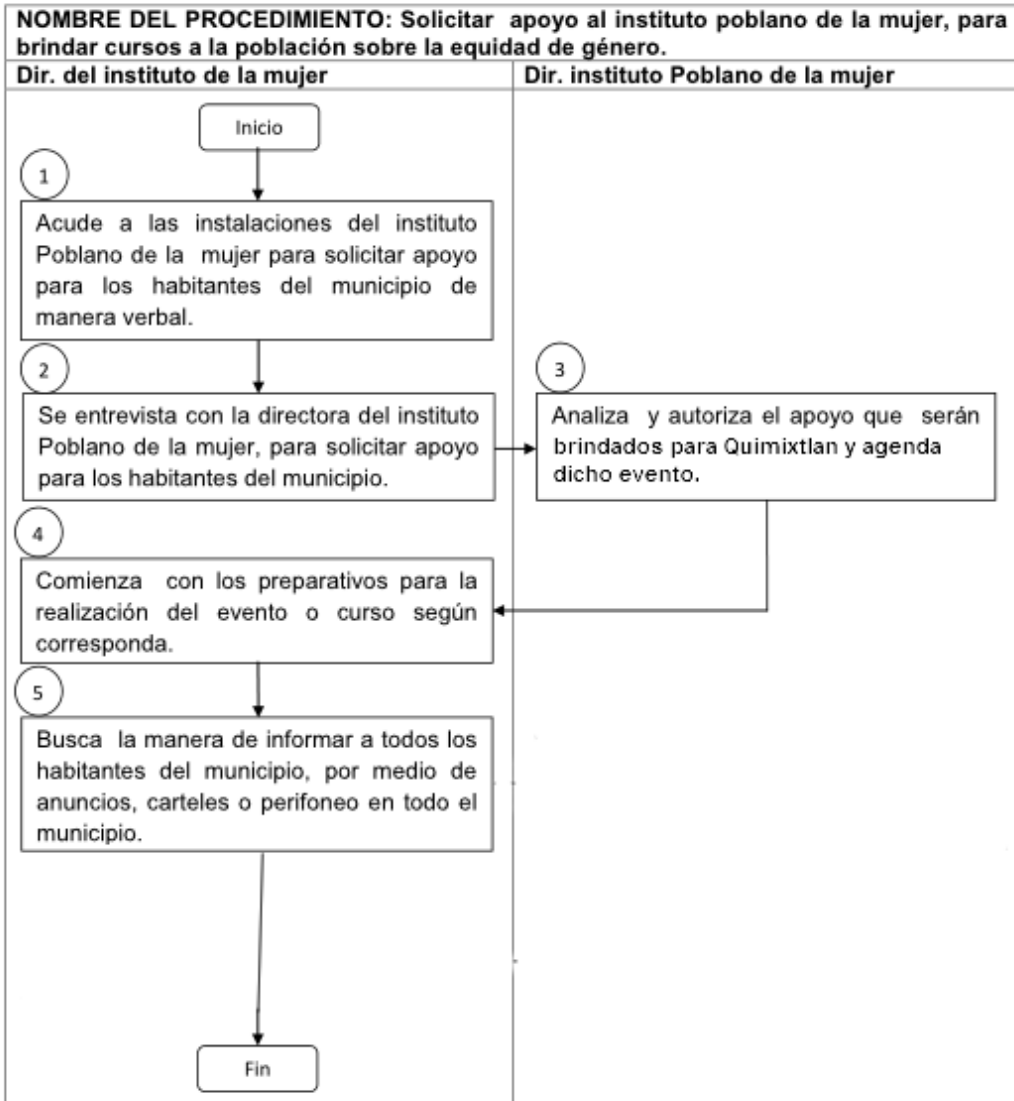 NOMBRE DEL PROCEDIMIENTO: Solicitar apoyo al instituto poblano de la mujer, para
brindar cursos a la población sobre la equidad de género.
Dir. del instituto de la mujer
Dir. instituto Poblano de la mujer
Inicio
1
Acude a las instalaciones del instituto
Poblano de la mujer para solicitar apoyo
para los habitantes del municipio de
manera verbal.
2
Se entrevista con la directora del instituto
Poblano de la mujer, para solicitar apoyo
para los habitantes del municipio.
3
Analiza y autoriza el apoyo que serán
brindados para Quimixtlan y agenda
dicho evento.
4
Comienza con los preparativos para la
realización del evento o curso según
corresponda.
5
Busca la manera de informar a todos los
habitantes del municipio, por medio de
anuncios, carteles o perifoneo en todo el
municipio.
Fin